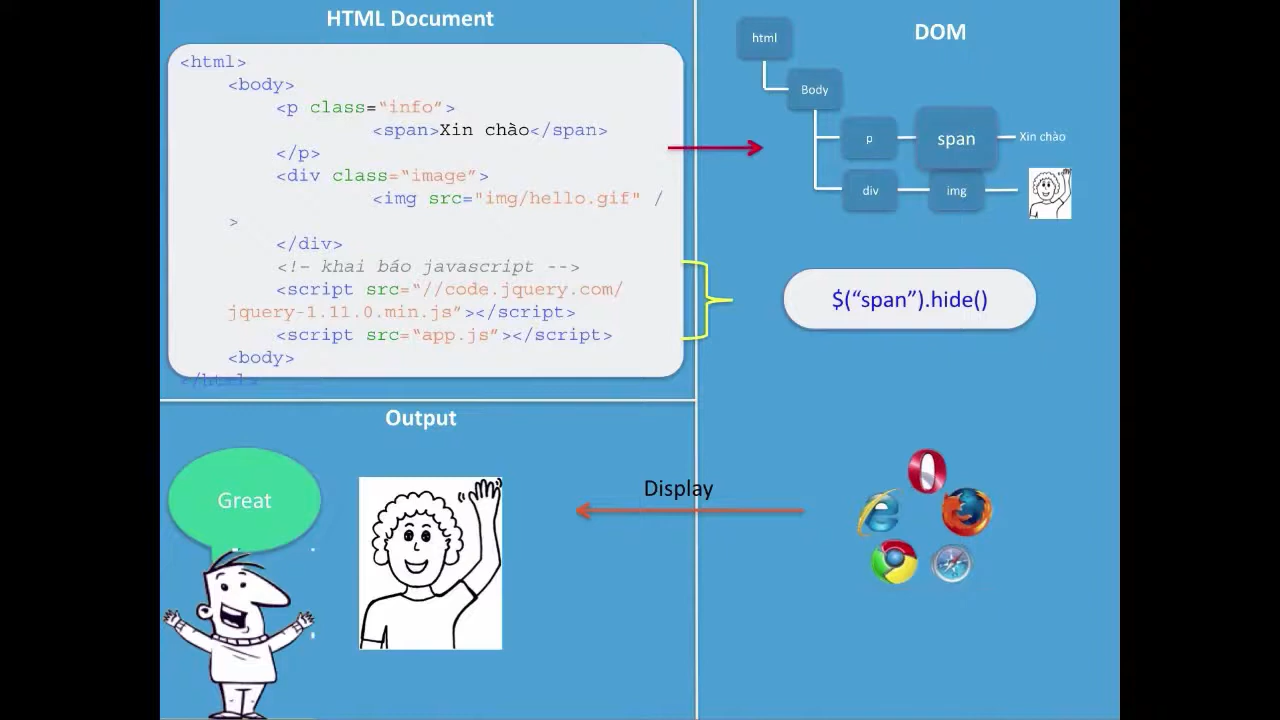 HTML Document
<html>
<body>
<p class=“info”>
<span>Xin chào</span>
</p>
<div class=“image”>
<img src="img/hello.gif" /
>
</div>
<!- khai báo javascript -->
<script src=“//code.jquery.com/
jquery-1.11.0.min.js”></script>
<script src=“app.js”></script>
<body>
</html>
DOM
html
Body
p
span
Xin chào
div
img
$(“span”).hide()
Output
Great
Display